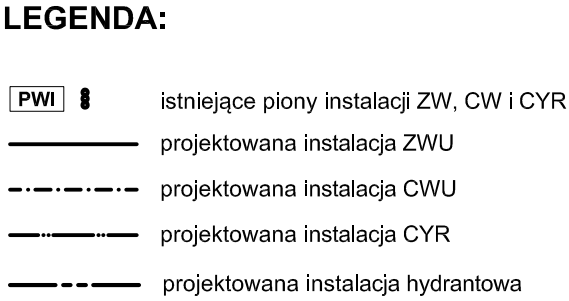 LEGENDA:
PWI istniejące piony instalacji ZW, CW i CYR
projektowana instalacja ZWU
projektowana instalacja CWU
projektowana instalacja CYR
projektowana instalacja hydrantowa